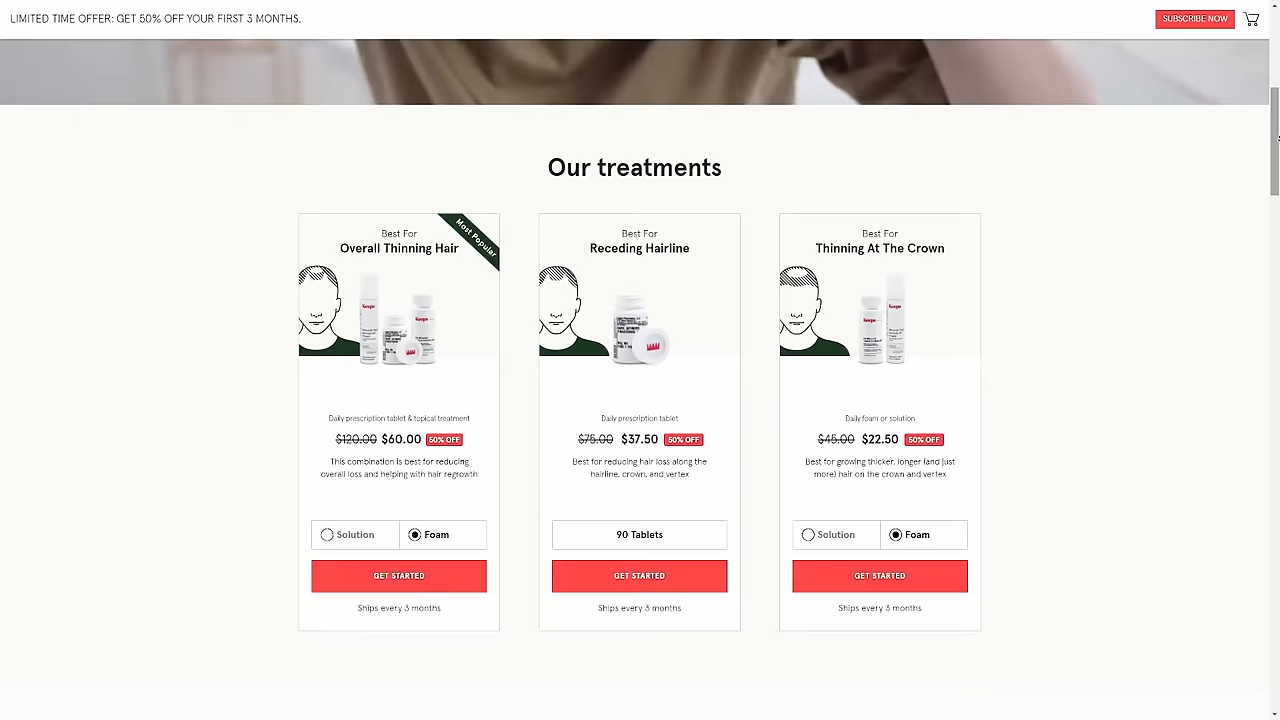 LIMITED TIME OFFER: GET 50% OFF YOUR FIRST 3 MONTHS.
SUBSCRIBE NOW
Our treatments
Best For
Overall Thinning Hair
Most Popular
Keeps
Keeps
Daily prescription tablet & topical treatment
$120.00 $60.00 50% OFF
This combination is best for reducing
overall loss and helping with hair regrowth
Solution
Foam
GET STARTED
Ships every 3 months
Best For
Receding Hairline
Daily prescription tablet
$75.00 $37.50 50% OFF
Best for reducing hair loss along the
hairline, crown, and vertex
90 Tablets
GET STARTED
Ships every 3 months
Best For
Thinning At The Crown
Keeps
Keeps
Daily foam or solution
$45.00 $22.50 50% OFF
Best for growing thicker, longer (and just
more) hair on the crown and vertex
Solution
Foam
GET STARTED
Ships every 3 months